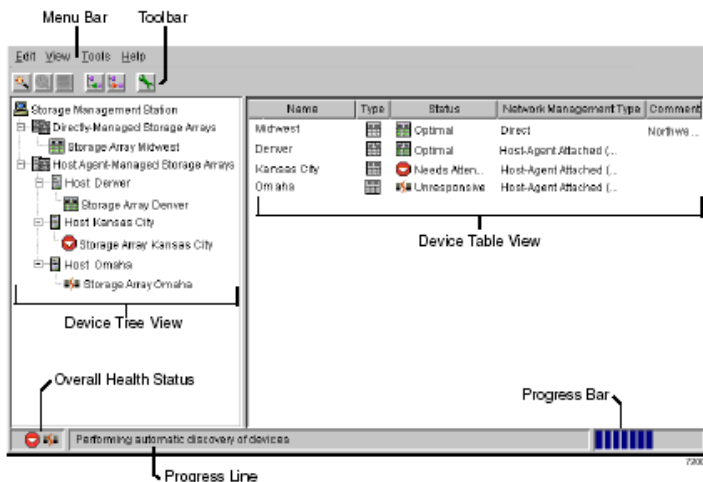 Menu Bar Toolbar
Edit View Tools Help
Storage Management Station
Directly-Managed Storage Arrays
Storage Array Midwest
Host Agent-Managed Storage Arrays
Host Denver
Storage Array Denver
Host Kansas City
Storage Array Kansas City
Host Omaha
Storage Array Omaha
Device Tree View
Name Type Status Network Management Type Comment
Midwest Optimal Direct Northwe...
Denver Optimal Host-Agent Attached (...
Kansas City Needs Atten... Host-Agent Attached (...
Omaha Unresponsive Host-Agent Attached (...
Device Table View
Overall Health Status
Progress Bar
Performing automatic discovery of devices
Progress Line